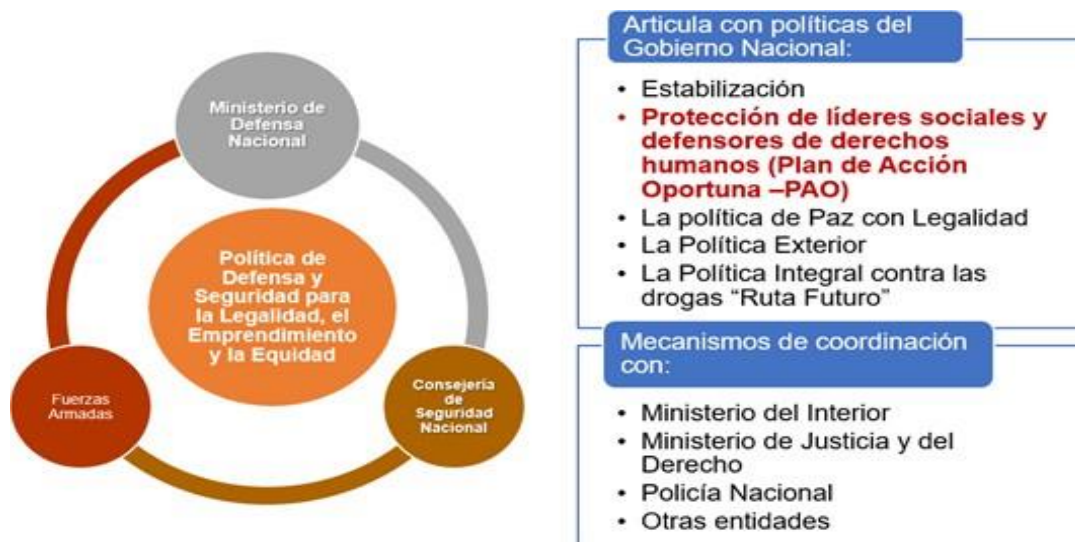 Ministerio de
Defensa
Nacional
Política de
Defensa y
Seguridad para
la Legalidad, el
Emprendimiento
y la Equidad
Fuerzas
Armadas
Consejería
de
Seguridad
Nacional
Articula con políticas del
Gobierno Nacional:
• Estabilización
• Protección de líderes sociales y
defensores de derechos
humanos (Plan de Acción
Oportuna –PAO)
• La política de Paz con Legalidad
• La Política Exterior
• La Política Integral contra las
drogas “Ruta Futuro”
Mecanismos de coordinación
con:
• Ministerio del Interior
• Ministerio de Justicia y del
Derecho
• Policía Nacional
• Otras entidades